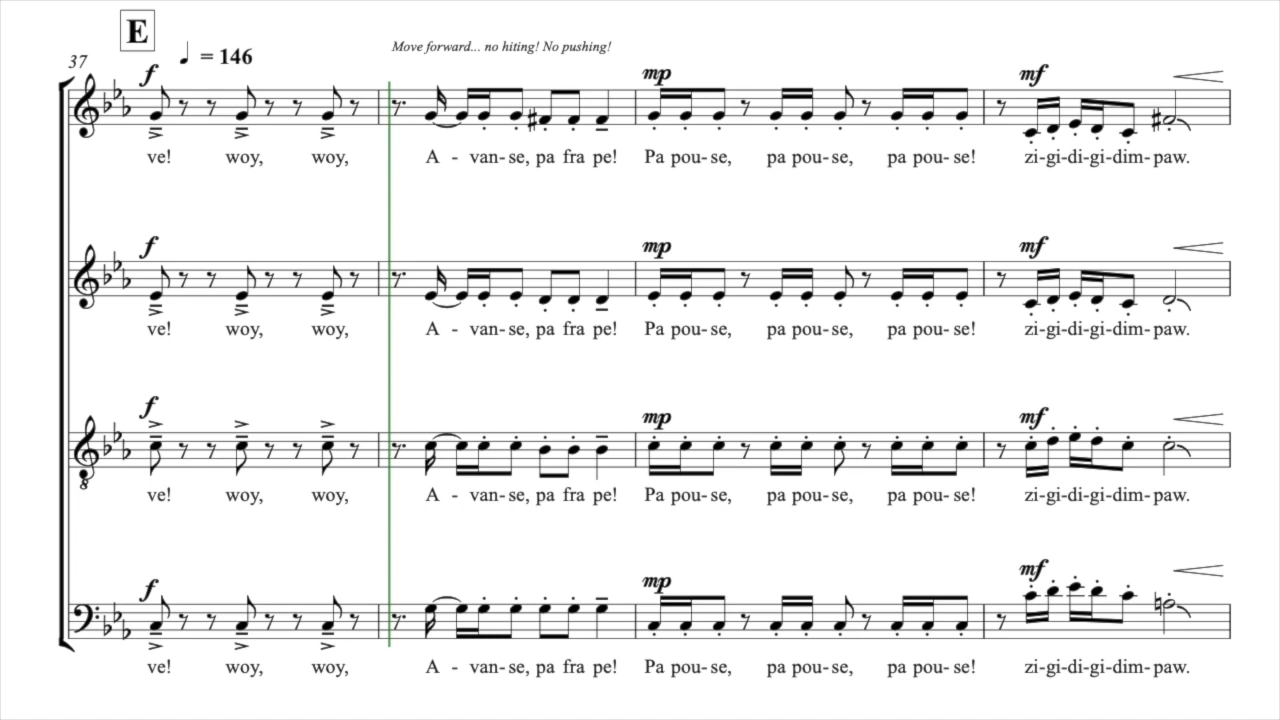 E
37
= 146
Move forward... no hiting! No pushing!
f
mp
mf
ve! woy, woy, A - van-se, pa fra pe! Pa pou-se, pa pou-se, pa pou-se! zi-gi-di-gi-dim-paw.
f
mp
mf
ve! woy, woy, A - van-se, pa fra pe! Pa pou-se, pa pou-se, pa pou-se! zi-gi-di-gi-dim-paw.
f
mp
mf
8
ve! woy, woy, A - van-se, pa fra pe! Pa pou-se, pa pou-se, pa pou-se! zi-gi-di-gi-dim-paw.
f
mp
mf
ve! woy, woy, A - van-se, pa fra pe! Pa pou-se, pa pou-se, pa pou-se! zi-gi-di-gi-dim-paw.